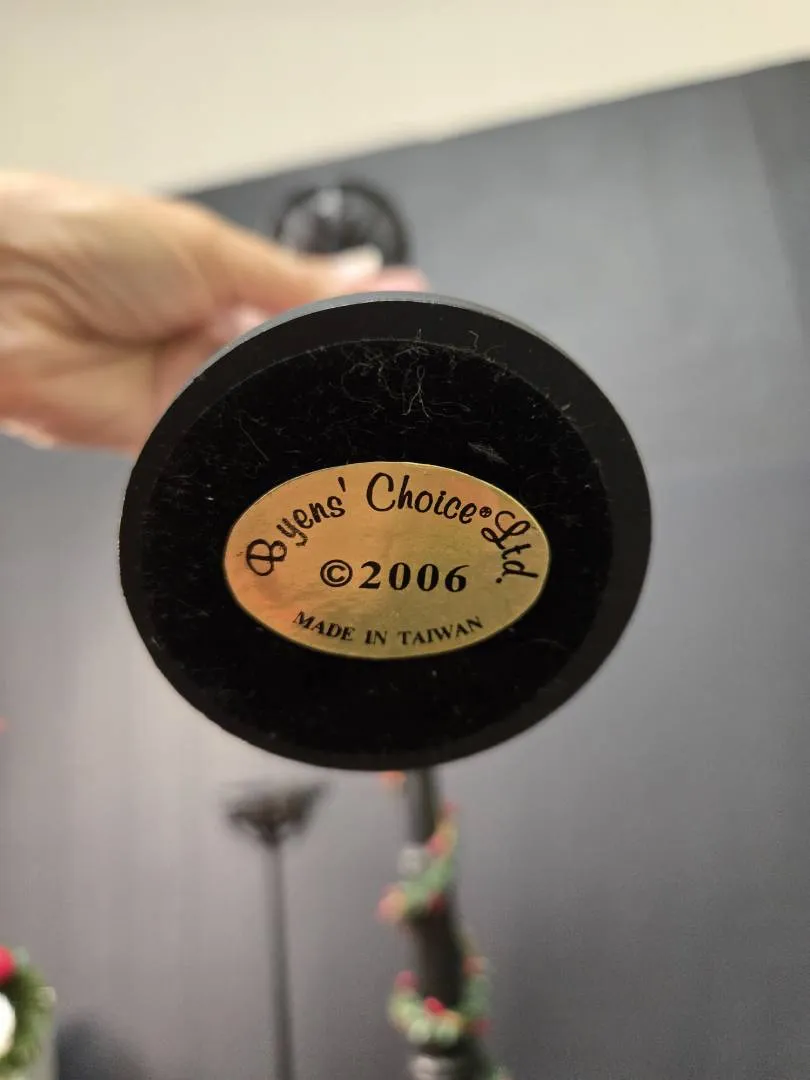 Byens' Choice® Ltd.
©2006
MADE IN TAIWAN